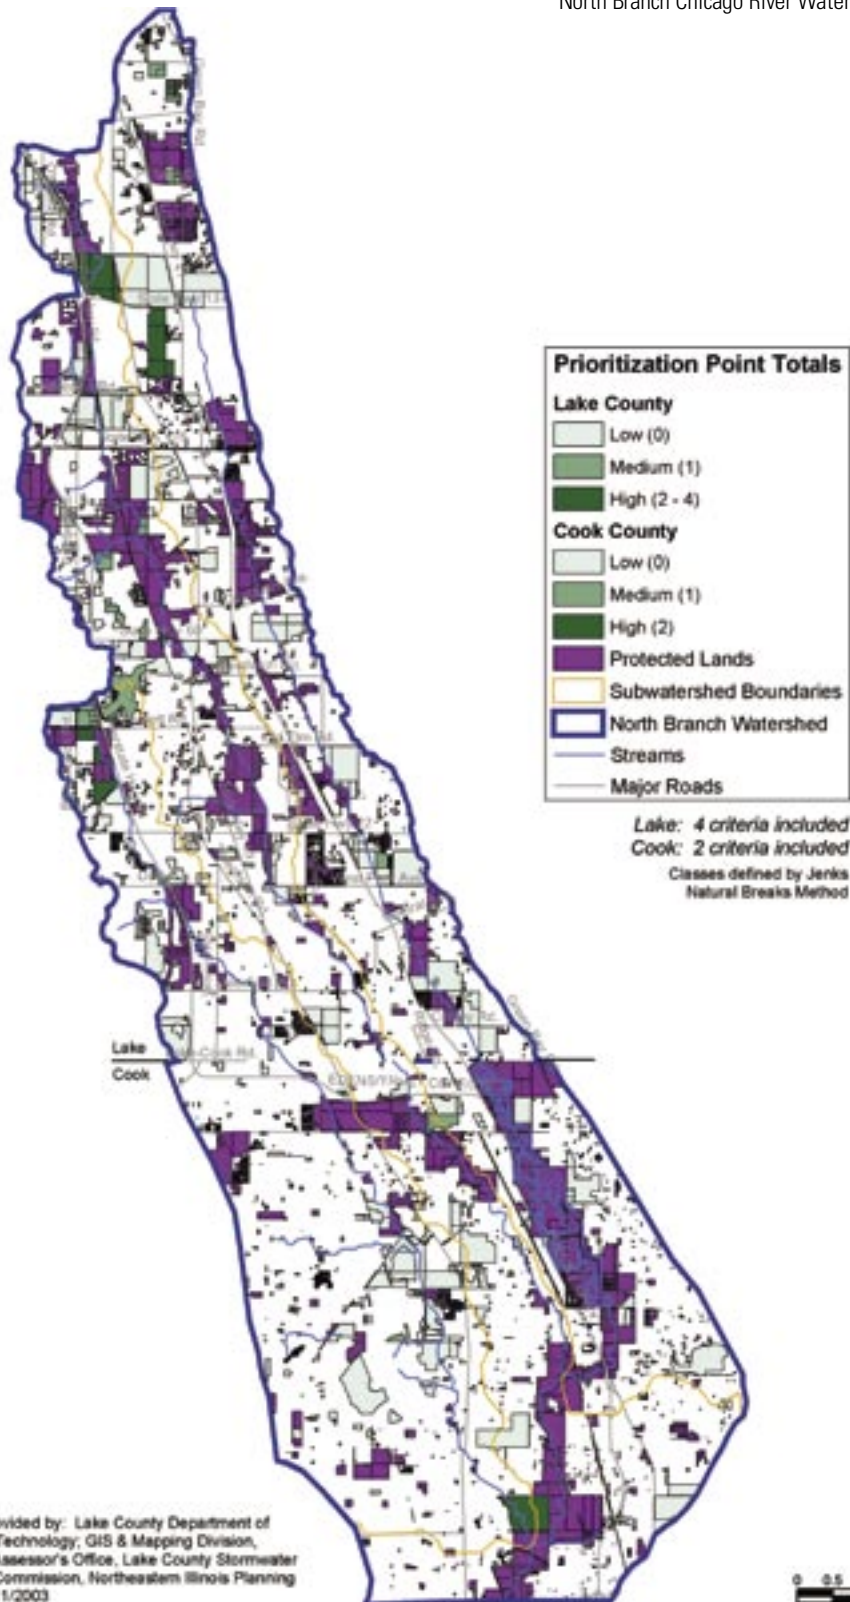 North Branch Chicago River Water
Prioritization Point Totals
Lake County
Low (0)
Medium (1)
High (2 - 4)
Cook County
Low (0)
Medium (1)
High (2)
Protected Lands
Subwatershed Boundaries
North Branch Watershed
Streams
Major Roads
Lake: 4 criteria included
Cook: 2 criteria included
Classes defined by Jenks
Natural Breaks Method
Lake
Cook
vided by: Lake County Department of
Technology; GIS & Mapping Division,
Assessor's Office, Lake County Stormwater
Commission, Northeastern Illinois Planning
1/2003
0 0.5